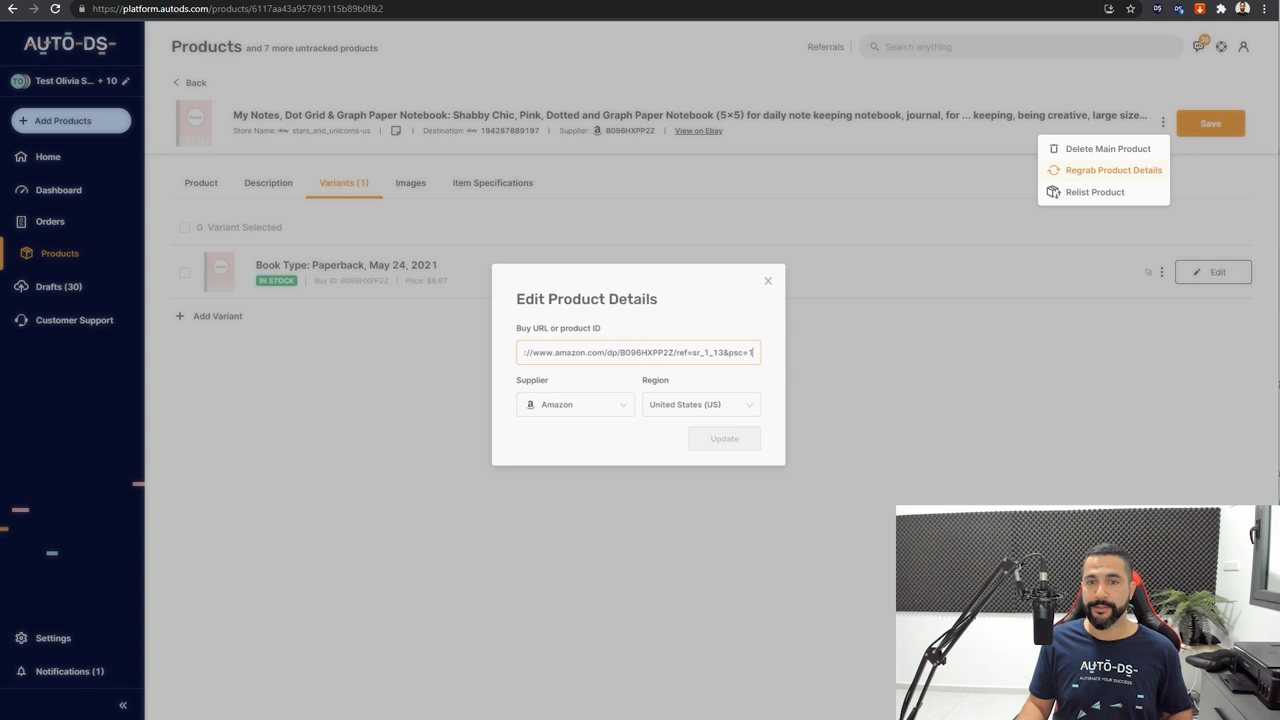 https://platform.autods.com/products/6117aa43a957691115b89b0f&2
AUTO-DS-
TO Test Olivia S... + 10
+ Add Products
Home
Dashboard
Orders
Products
Drafts (30)
Customer Support
Settings
Notifications (1)
Products and 7 more untracked products
Referrals
Search anything
Back
My Notes, Dot Grid & Graph Paper Notebook: Shabby Chic, Pink, Dotted and Graph Paper Notebook (5x5) for daily note keeping notebook, journal, for ... keeping, being creative, large size...
Store Name: ebay stars_and_unicorns-us | Destination: ebay 194287889197 | Supplier: a B096HXPP2Z | View on Ebay
Save
Delete Main Product
Regrab Product Details
Relist Product
Product
Description
Variants (1)
Images
Item Specifications
0 Variant Selected
Book Type: Paperback, May 24, 2021
IN STOCK | Buy ID: B096HXPP2Z | Price: $6.87
Edit
+ Add Variant
Edit Product Details
X
Buy URL or product ID
://www.amazon.com/dp/B096HXPP2Z/ref=sr_1_13&psc=1
Supplier
Region
a Amazon
United States (US)
Update
AUTO-DS-
AUTOMATE YOUR SUCCESS